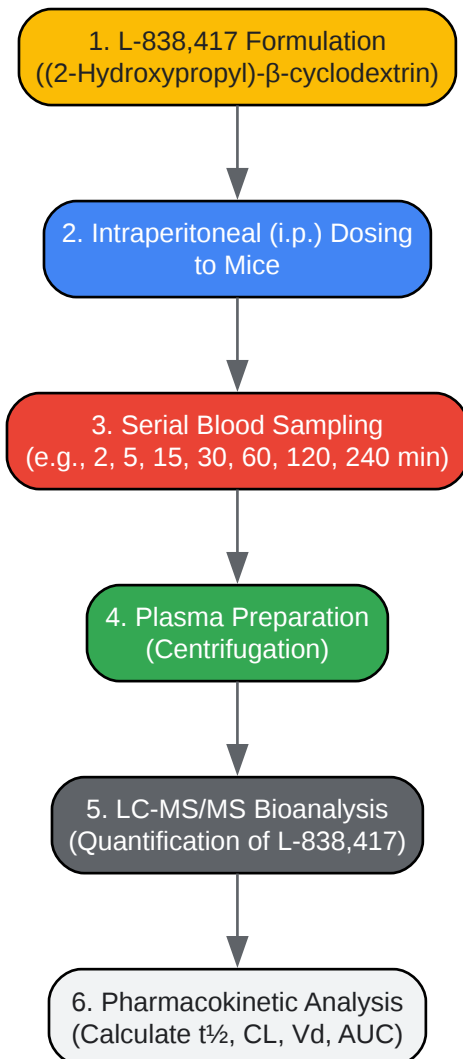 1. L-838,417 Formulation
((2-Hydroxypropyl)-β-cyclodextrin)
2. Intraperitoneal (i.p.) Dosing
to Mice
3. Serial Blood Sampling
(e.g., 2, 5, 15, 30, 60, 120, 240 min)
4. Plasma Preparation
(Centrifugation)
5. LC-MS/MS Bioanalysis
(Quantification of L-838,417)
6. Pharmacokinetic Analysis
(Calculate t½, CL, Vd, AUC)